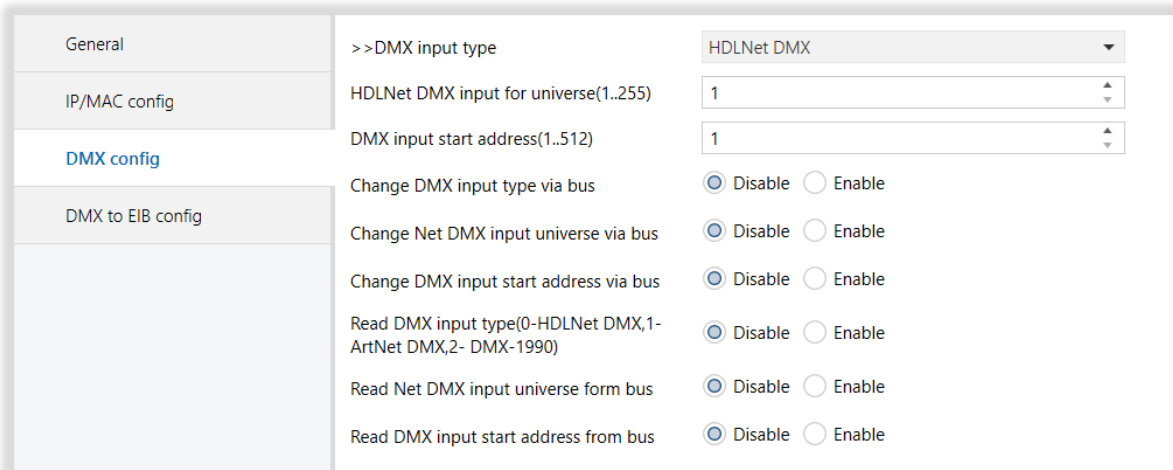 General
IP/MAC config
DMX config
DMX to EIB config
>>DMX input type
HDLNet DMX
HDLNet DMX input for universe(1..255)
1
DMX input start address(1..512)
1
Change DMX input type via bus
Disable Enable
Change Net DMX input universe via bus
Disable Enable
Change DMX input start address via bus
Disable Enable
Read DMX input type(0-HDLNet DMX,1-
ArtNet DMX,2- DMX-1990)
Disable Enable
Read Net DMX input universe form bus
Disable Enable
Read DMX input start address from bus
Disable Enable